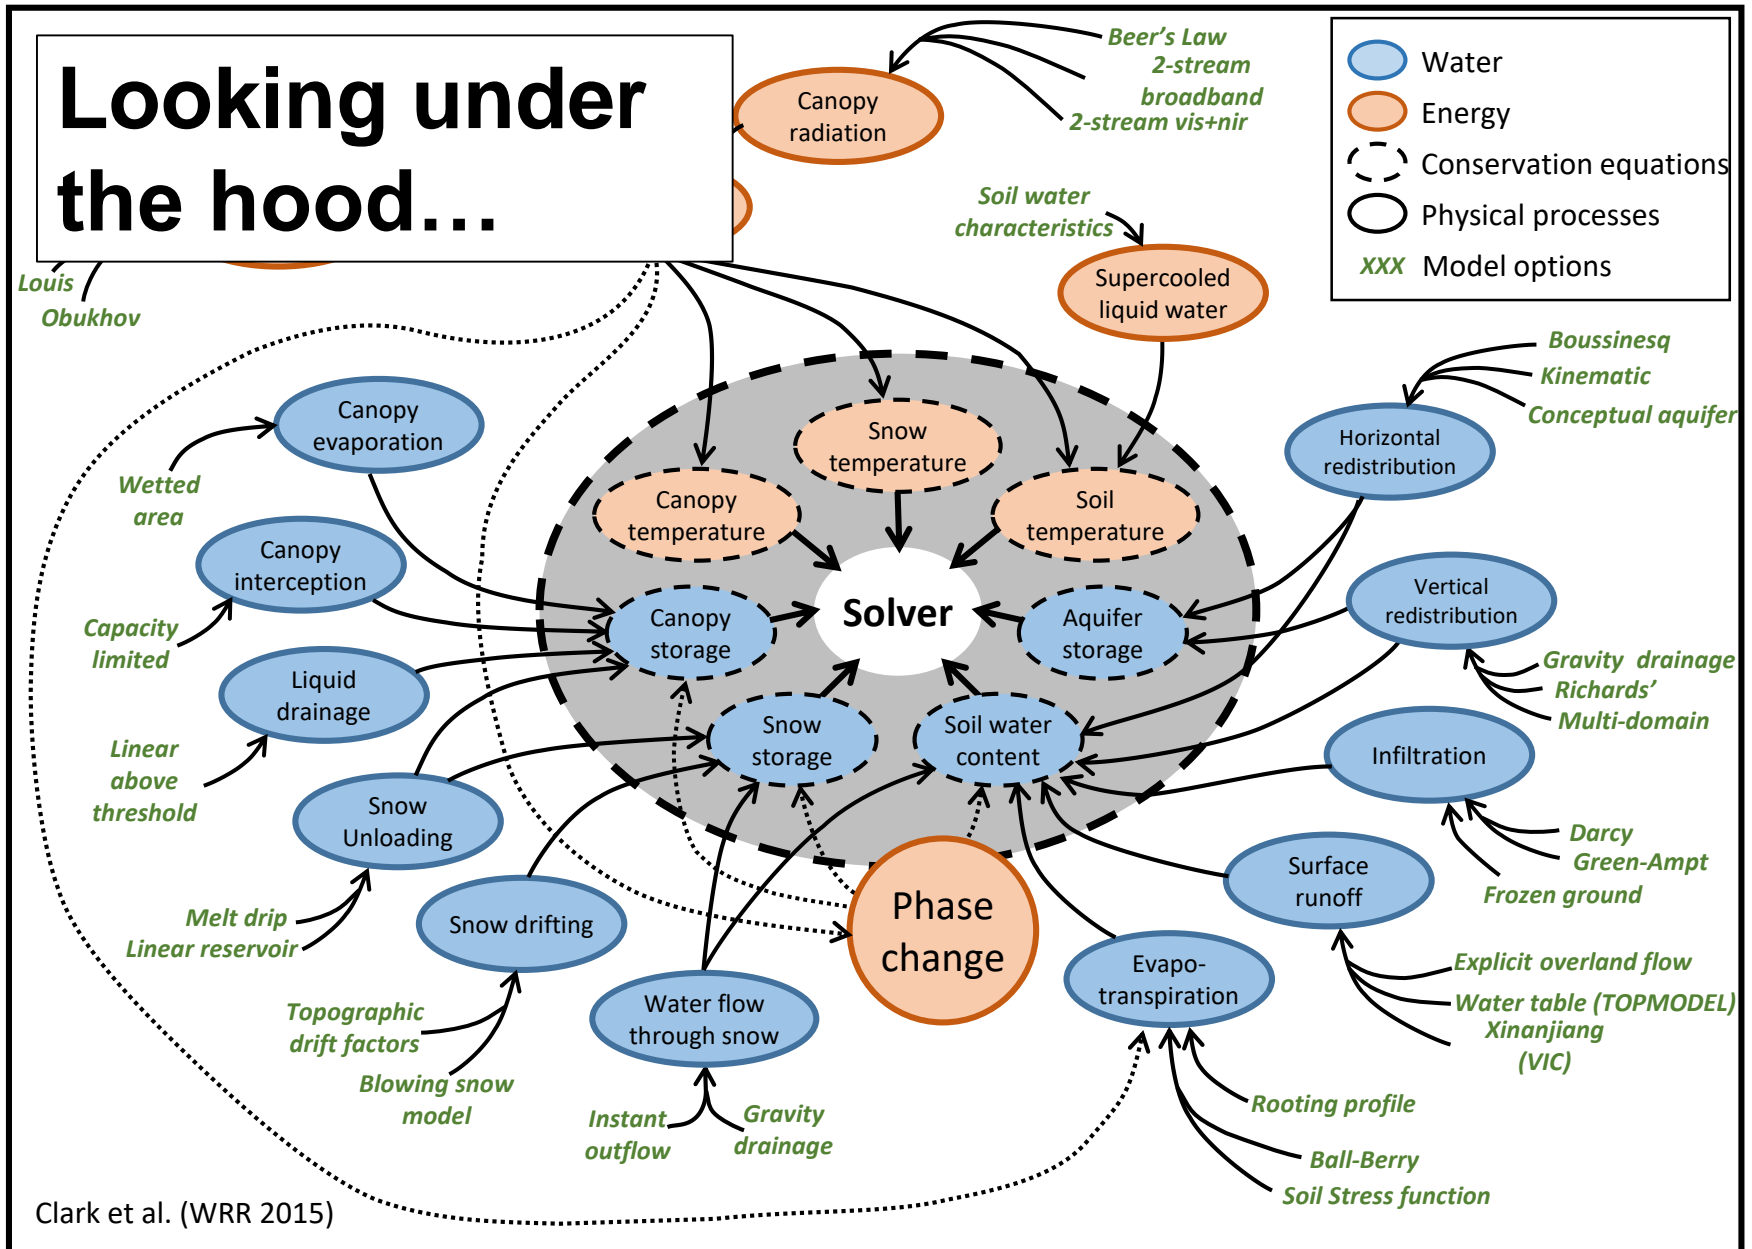 Looking under
the hood…
Canopy
radiation
Beer's Law
2-stream
broadband
2-stream vis+nir
Water
Energy
Conservation equations
Physical processes
XXX Model options
Soil water
characteristics
Supercooled
liquid water
Louis
Obukhov
Boussinesq
Kinematic
Conceptual aquifer
Horizontal
redistribution
Canopy
evaporation
Wetted
area
Snow
temperature
Canopy
temperature
Soil
temperature
Canopy
interception
Capacity
limited
Solver
Canopy
storage
Aquifer
storage
Vertical
redistribution
Gravity drainage
Richards'
Multi-domain
Liquid
drainage
Linear
above
threshold
Snow
storage
Soil water
content
Infiltration
Darcy
Green-Ampt
Frozen ground
Snow
Unloading
Melt drip
Linear reservoir
Snow drifting
Topographic
drift factors
Blowing snow
model
Phase
change
Surface
runoff
Explicit overland flow
Water table (TOPMODEL)
Xinanjiang
(VIC)
Water flow
through snow
Instant
outflow
Gravity
drainage
Evapo-
transpiration
Rooting profile
Ball-Berry
Soil Stress function
Clark et al. (WRR 2015)